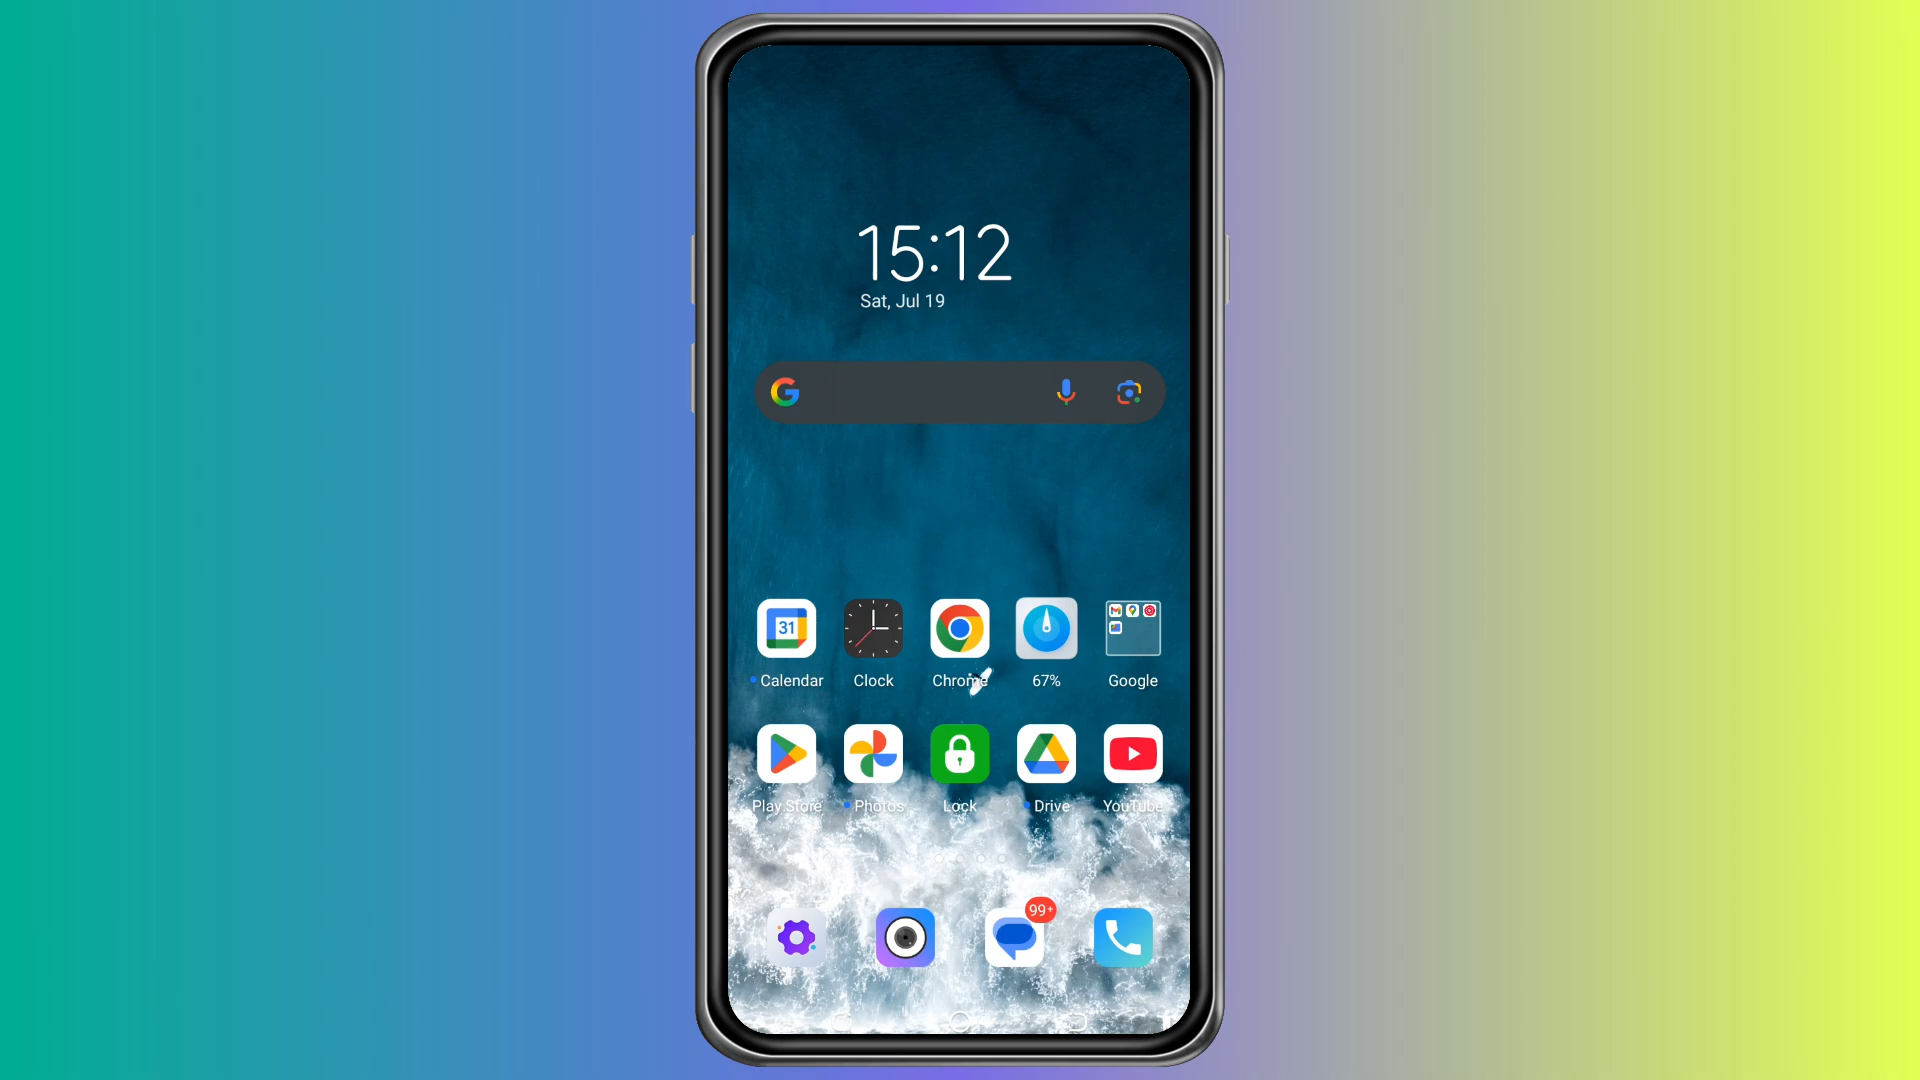 15:12
Sat, Jul 19
31
Calendar
Clock
Chrome
67%
Google
Play Store
Photos
Lock
Drive
YouTube
99+